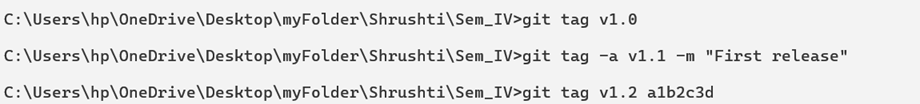 C:\Users\hp\OneDrive\Desktop\myFolder\Shrushti\Sem_IV>git tag v1.0
C:\Users\hp\OneDrive\Desktop\myFolder\Shrushti\Sem_IV>git tag -a v1.1 -m "First release"
C:\Users\hp\OneDrive\Desktop\myFolder\Shrushti\Sem_IV>git tag v1.2 a1b2c3d